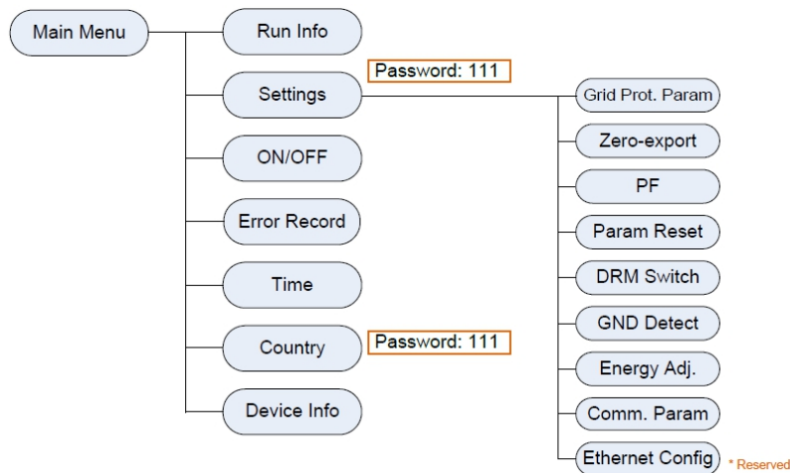 Main Menu
Run Info
Settings
Password: 111
ON/OFF
Error Record
Time
Country
Password: 111
Device Info
Grid Prot. Param
Zero-export
PF
Param Reset
DRM Switch
GND Detect
Energy Adj.
Comm. Param
Ethernet Config
* Reserved